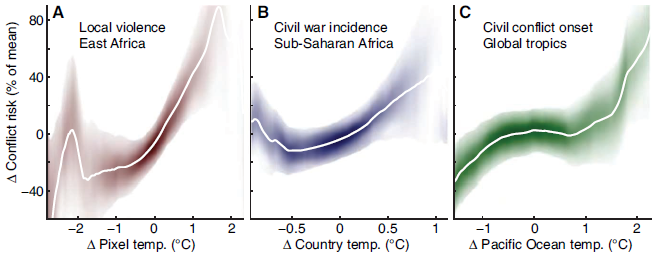 A
Local violence
East Africa
B
Civil war incidence
Sub-Saharan Africa
C
Civil conflict onset
Global tropics
Δ Conflict risk (% of mean)
80
40
0
−40
−2 −1 0 1 2
Δ Pixel temp. (°C)
−0.5 0 0.5 1
Δ Country temp. (°C)
−1 0 1 2
Δ Pacific Ocean temp. (°C)